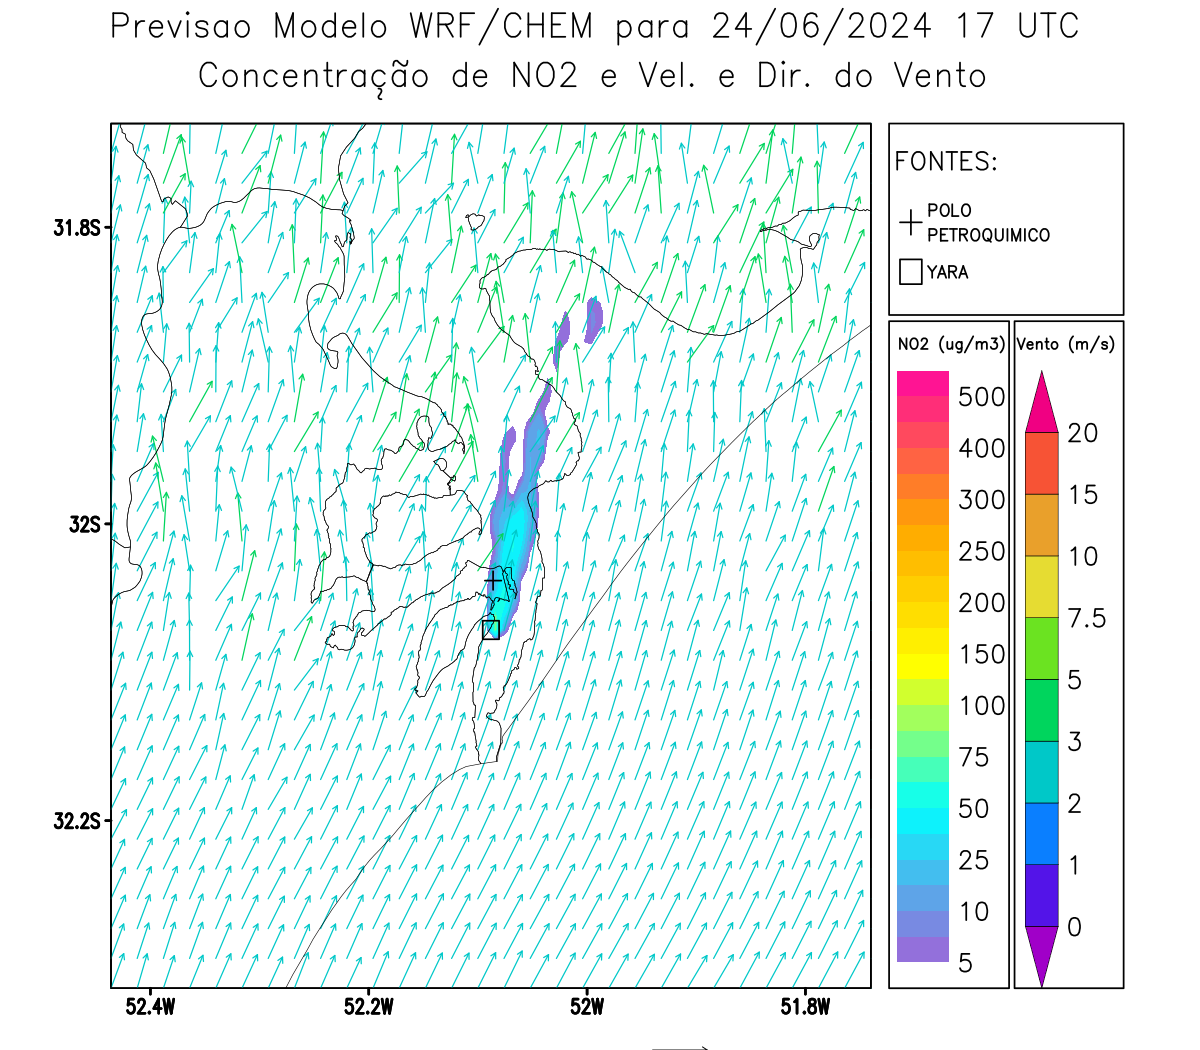 Previsao Modelo WRF/CHEM para 24/06/2024 17 UTC
Concentração de NO2 e Vel. e Dir. do Vento
FONTES:
POLO
PETROQUIMICO
YARA
NO2 (ug/m3)
500
400
300
250
200
150
100
75
50
25
10
5
Vento (m/s)
20
15
10
7.5
5
3
2
1
0
31.8S
32S
32.2S
52.4W
52.2W
52W
51.8W